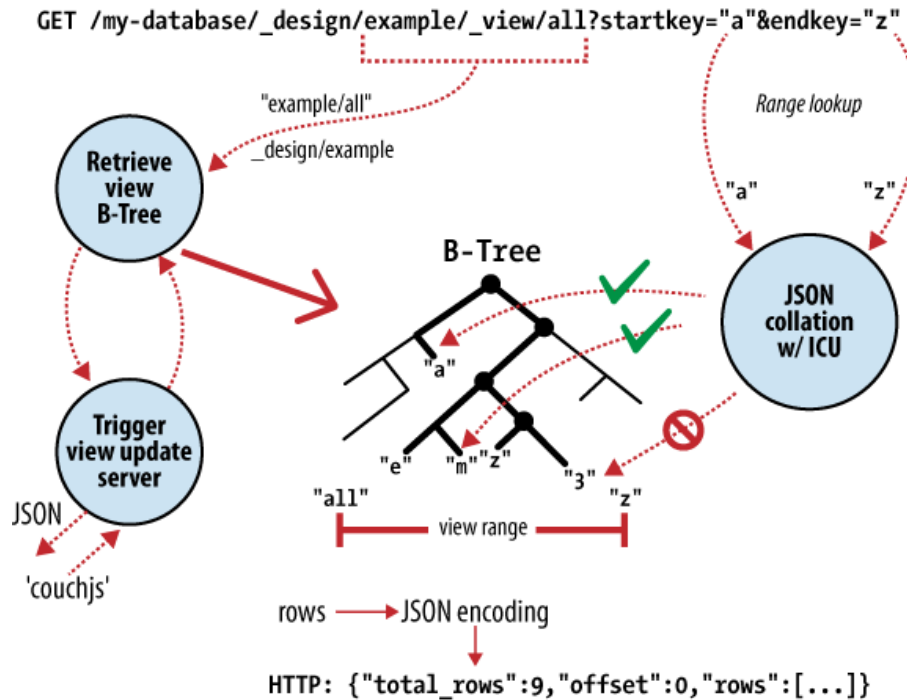 GET /my-database/_design/example/_view/all?startkey="a"&endkey="z"
"example/all"
_design/example
Range lookup
"a"
"z"
Retrieve
view
B-Tree
B-Tree
JSON
collation
w/ ICU
"a"
Trigger
view update
server
"e"
"m"
"z"
"3"
"all"
"z"
view range
JSON
'couchjs'
rows
JSON encoding
HTTP: {"total_rows":9,"offset":0,"rows":[...]}